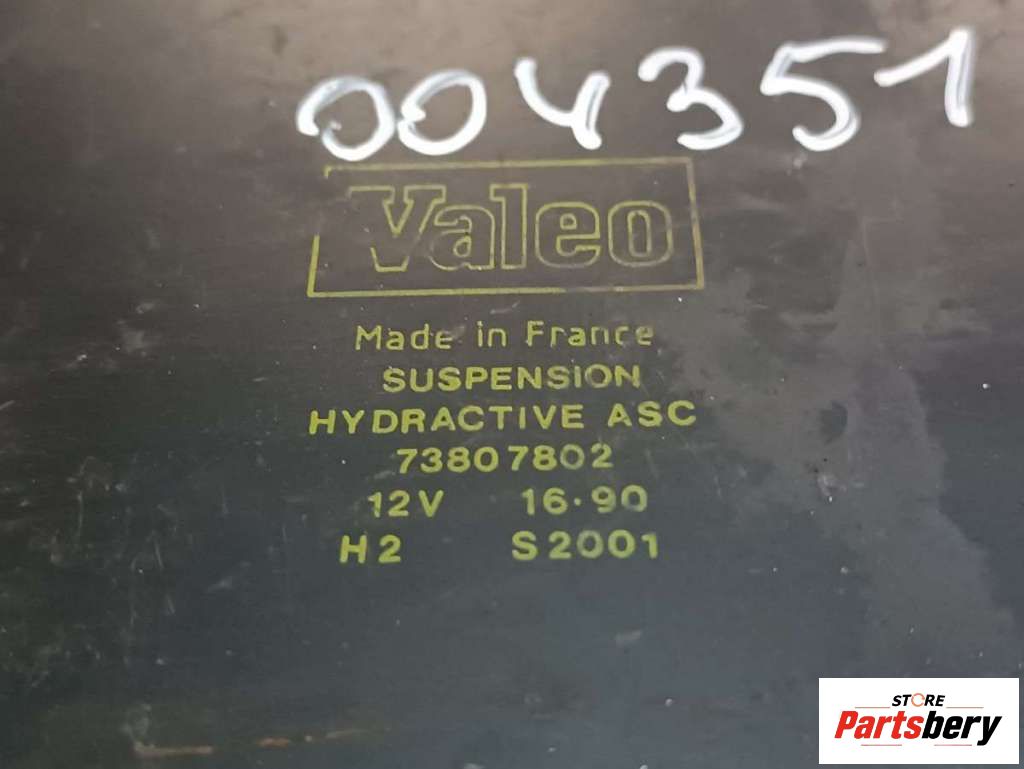 004351
Valeo
Made in France
SUSPENSION
HYDRACTIVE ASC
73807802
12V 16·90
H2 S2001
STORE
Partsbery